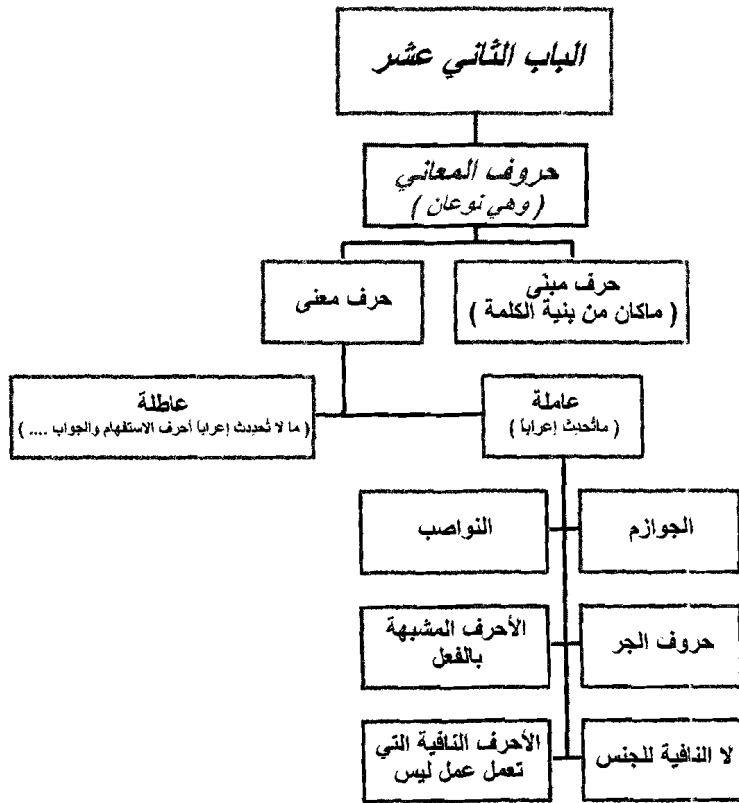 الباب الثاني عشر
حروف المعاني
( وهي نوعان )
حرف مبنى
( ماكان من بنية الكلمة )
حرف معنى
عاملة
( ماتُحدِث إعراباً )
عاطلة
( ما لا تُحدِث إعراباً أحرف الاستفهام والجواب .... )
الجوازم
النواصب
حروف الجر
الأحرف المشبهة
بالفعل
لا النافية للجنس
الأحرف النافية التي
تعمل عمل ليس